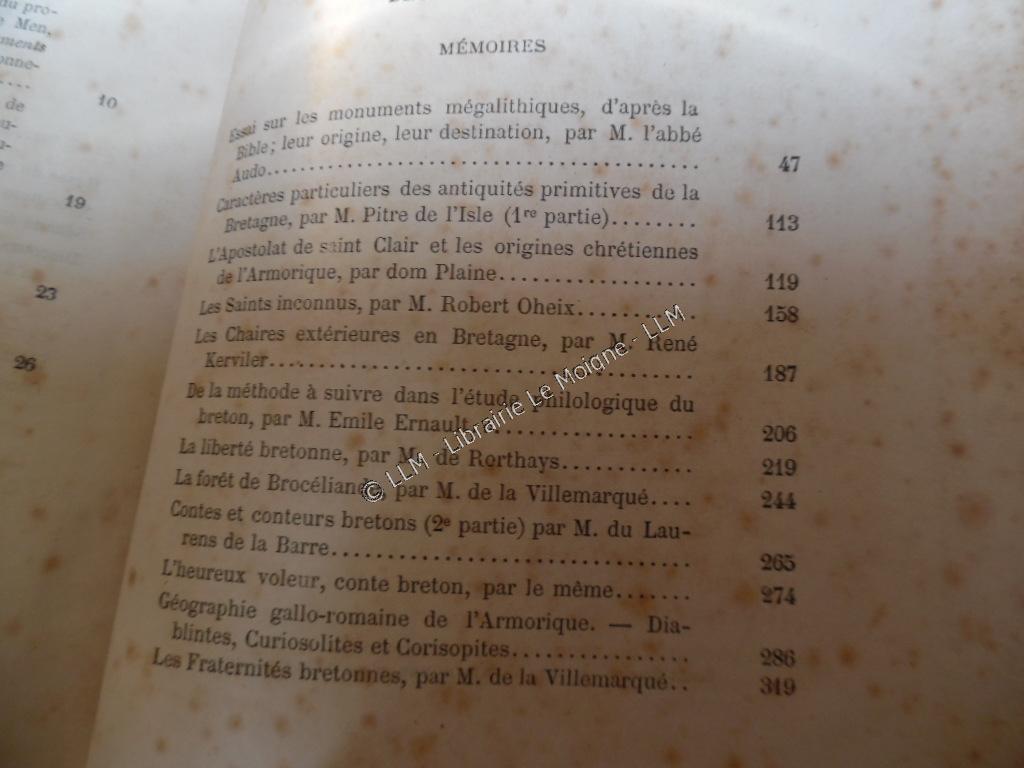 du pro-
Men,
10
de
19
23
26
MÉMOIRES
Essai sur les monuments mégalithiques, d'après la
Bible; leur origine, leur destination, par M. l'abbé
Audo........................................ 47
Caractères particuliers des antiquités primitives de la
Bretagne, par M. Pitre de l'Isle (1re partie)........ 113
L'Apostolat de saint Clair et les origines chrétiennes
de l'Armorique, par dom Plaine.................. 119
Les Saints inconnus, par M. Robert Oheix........... 158
Les Chaires extérieures en Bretagne, par M. René
Kerviler........................................ 187
De la méthode à suivre dans l'étude philologique du
breton, par M. Emile Ernault.................... 206
La liberté bretonne, par M. de Rorthays............ 219
La forêt de Brocéliande, par M. de la Villemarqué.... 244
Contes et conteurs bretons (2e partie) par M. du Lau-
rens de la Barre.................................. 265
L'heureux voleur, conte breton, par le même....... 274
Géographie gallo-romaine de l'Armorique. — Dia-
blintes, Curiosolites et Corisopites................ 286
Les Fraternités bretonnes, par M. de la Villemarqué.. 319
© LLM - Librairie Le Moigne - LLM